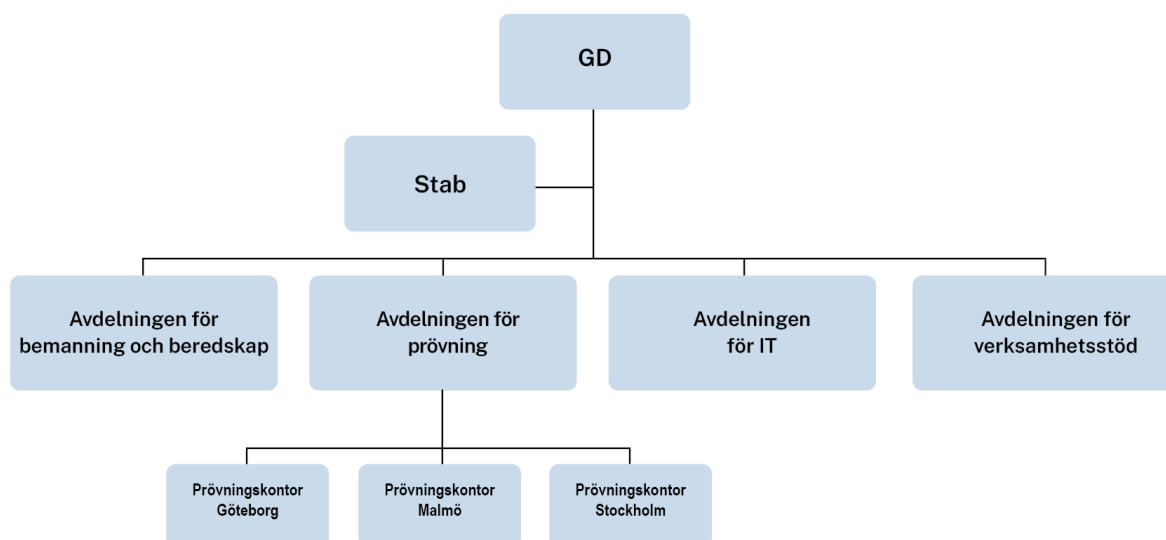 GD
Stab
Avdelningen för
bemanning och beredskap
Avdelningen för
prövning
Avdelningen
för IT
Avdelningen för
verksamhetsstöd
Prövningskontor
Göteborg
Prövningskontor
Malmö
Prövningskontor
Stockholm